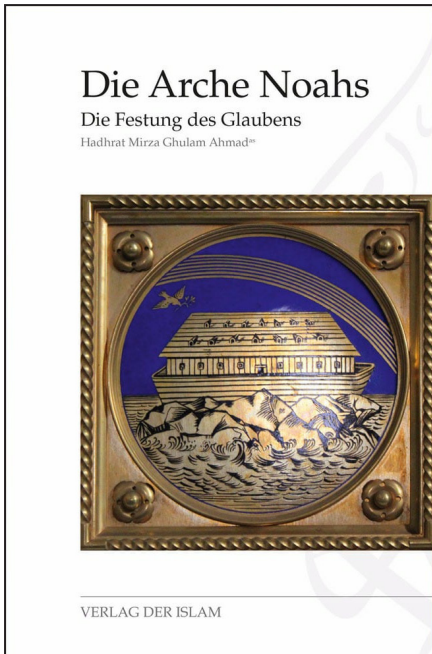 Die Arche Noahs
Die Festung des Glaubens
Hadhrat Mirza Ghulam Ahmadᵃˢ
VERLAG DER ISLAM